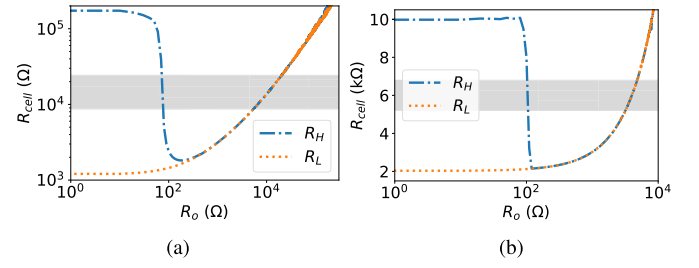 10^5
10^4
10^3
R_cell (Ω)
R_H
R_L
10^0
10^2
10^4
R_o (Ω)
(a)
10
8
6
4
2
R_cell (kΩ)
R_H
R_L
10^0
10^2
10^4
R_o (Ω)
(b)